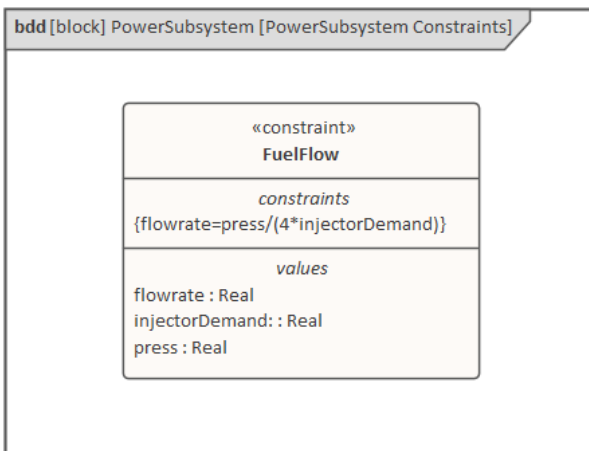 bdd [block] PowerSubsystem [PowerSubsystem Constraints]
«constraint»
FuelFlow
constraints
{flowrate=press/(4*injectorDemand)}
values
flowrate : Real
injectorDemand: : Real
press : Real